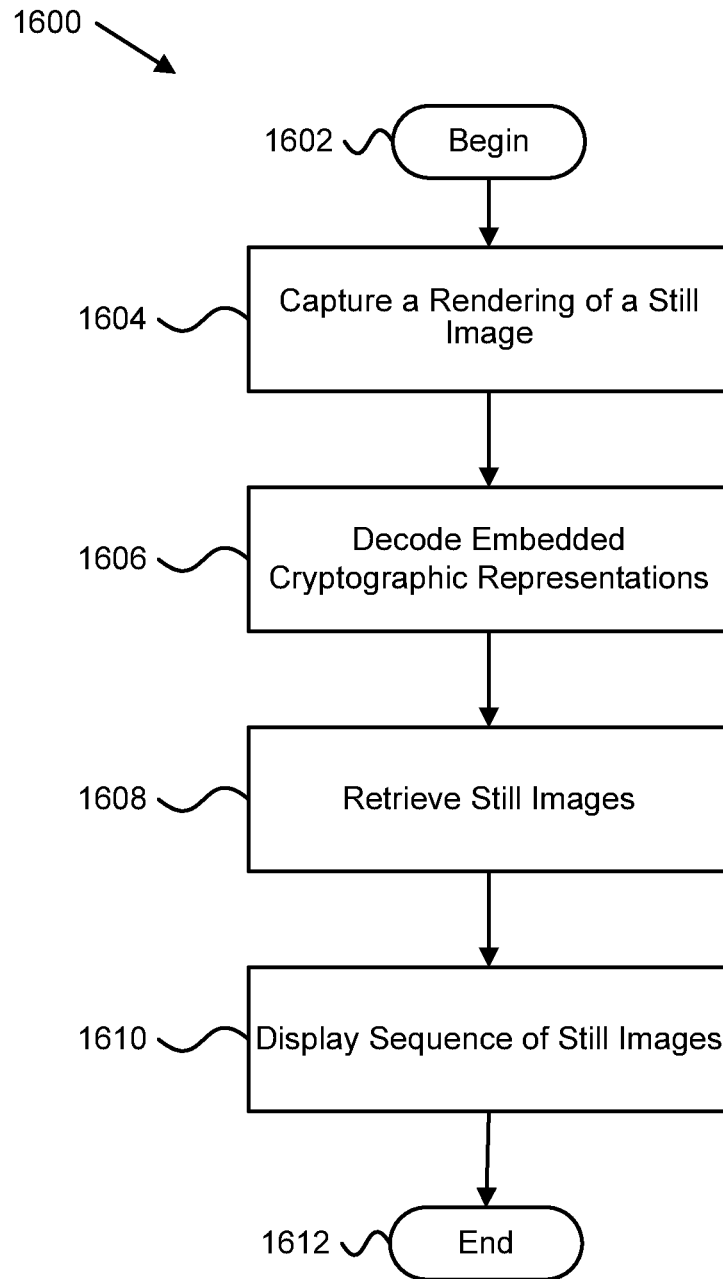 1600
1602
Begin
1604
Capture a Rendering of a Still
Image
1606
Decode Embedded
Cryptographic Representations
1608
Retrieve Still Images
1610
Display Sequence of Still Images
1612
End